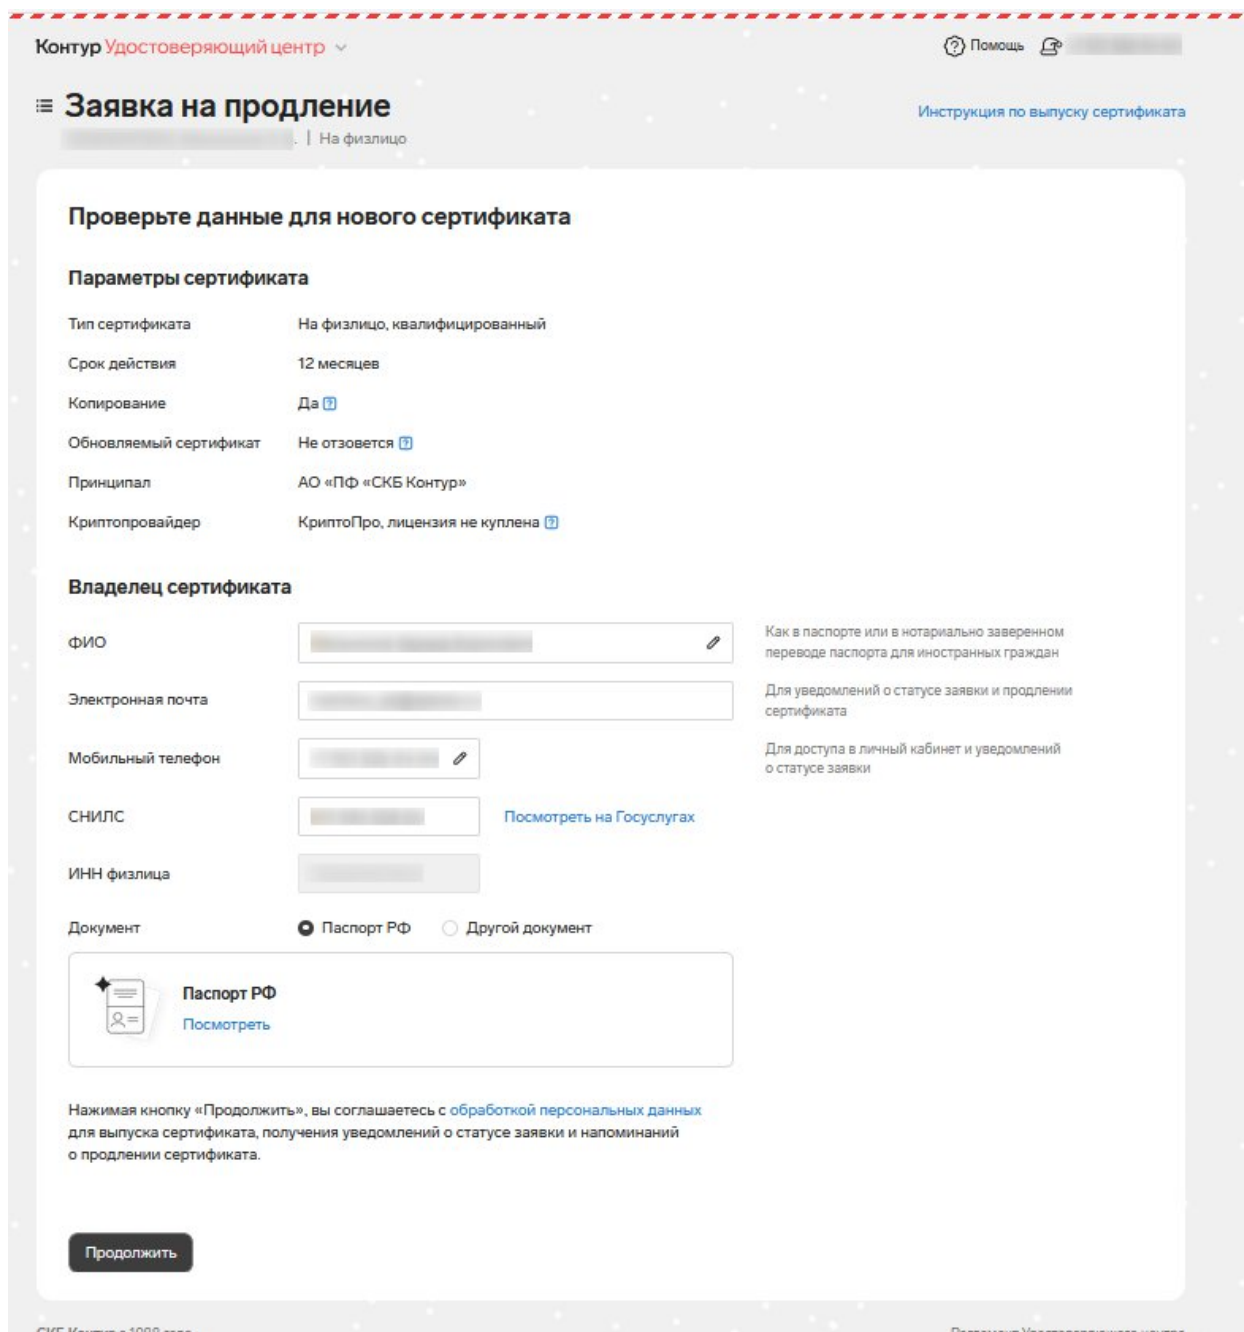 Контур Удостоверяющий центр
Помощь
Заявка на продление
Инструкция по выпуску сертификата
| На физлицо
Проверьте данные для нового сертификата
Параметры сертификата
Тип сертификата На физлицо, квалифицированный
Срок действия 12 месяцев
Копирование Да
Обновляемый сертификат Не отзовется
Принципал АО «ПФ «СКБ Контур»
Криптопровайдер КриптоПро, лицензия не куплена
Владелец сертификата
ФИО
Как в паспорте или в нотариально заверенном
переводе паспорта для иностранных граждан
Электронная почта
Для уведомлений о статусе заявки и продлении
сертификата
Мобильный телефон
Для доступа в личный кабинет и уведомлений
о статусе заявки
СНИЛС Посмотреть на Госуслугах
ИНН физлица
Документ Паспорт РФ Другой документ
Паспорт РФ
Посмотреть
Нажимая кнопку «Продолжить», вы соглашаетесь с обработкой персональных данных
для выпуска сертификата, получения уведомлений о статусе заявки и напоминаний
о продлении сертификата.
Продолжить